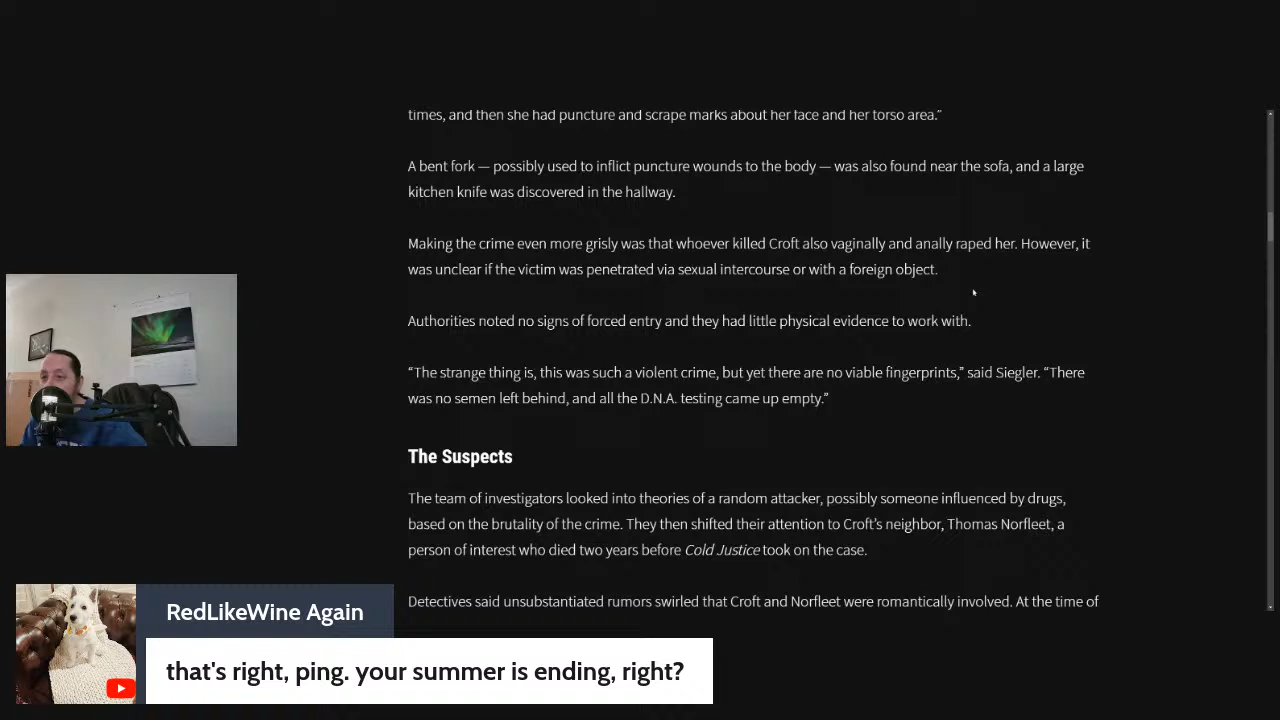 times, and then she had puncture and scrape marks about her face and her torso area.”
A bent fork — possibly used to inflict puncture wounds to the body — was also found near the sofa, and a large
kitchen knife was discovered in the hallway.
Making the crime even more grisly was that whoever killed Croft also vaginally and anally raped her. However, it
was unclear if the victim was penetrated via sexual intercourse or with a foreign object.
Authorities noted no signs of forced entry and they had little physical evidence to work with.
“The strange thing is, this was such a violent crime, but yet there are no viable fingerprints,” said Siegler. “There
was no semen left behind, and all the D.N.A. testing came up empty.”
The Suspects
The team of investigators looked into theories of a random attacker, possibly someone influenced by drugs,
based on the brutality of the crime. They then shifted their attention to Croft’s neighbor, Thomas Norfleet, a
person of interest who died two years before Cold Justice took on the case.
Detectives said unsubstantiated rumors swirled that Croft and Norfleet were romantically involved. At the time of
RedLikeWine Again
that's right, ping. your summer is ending, right?